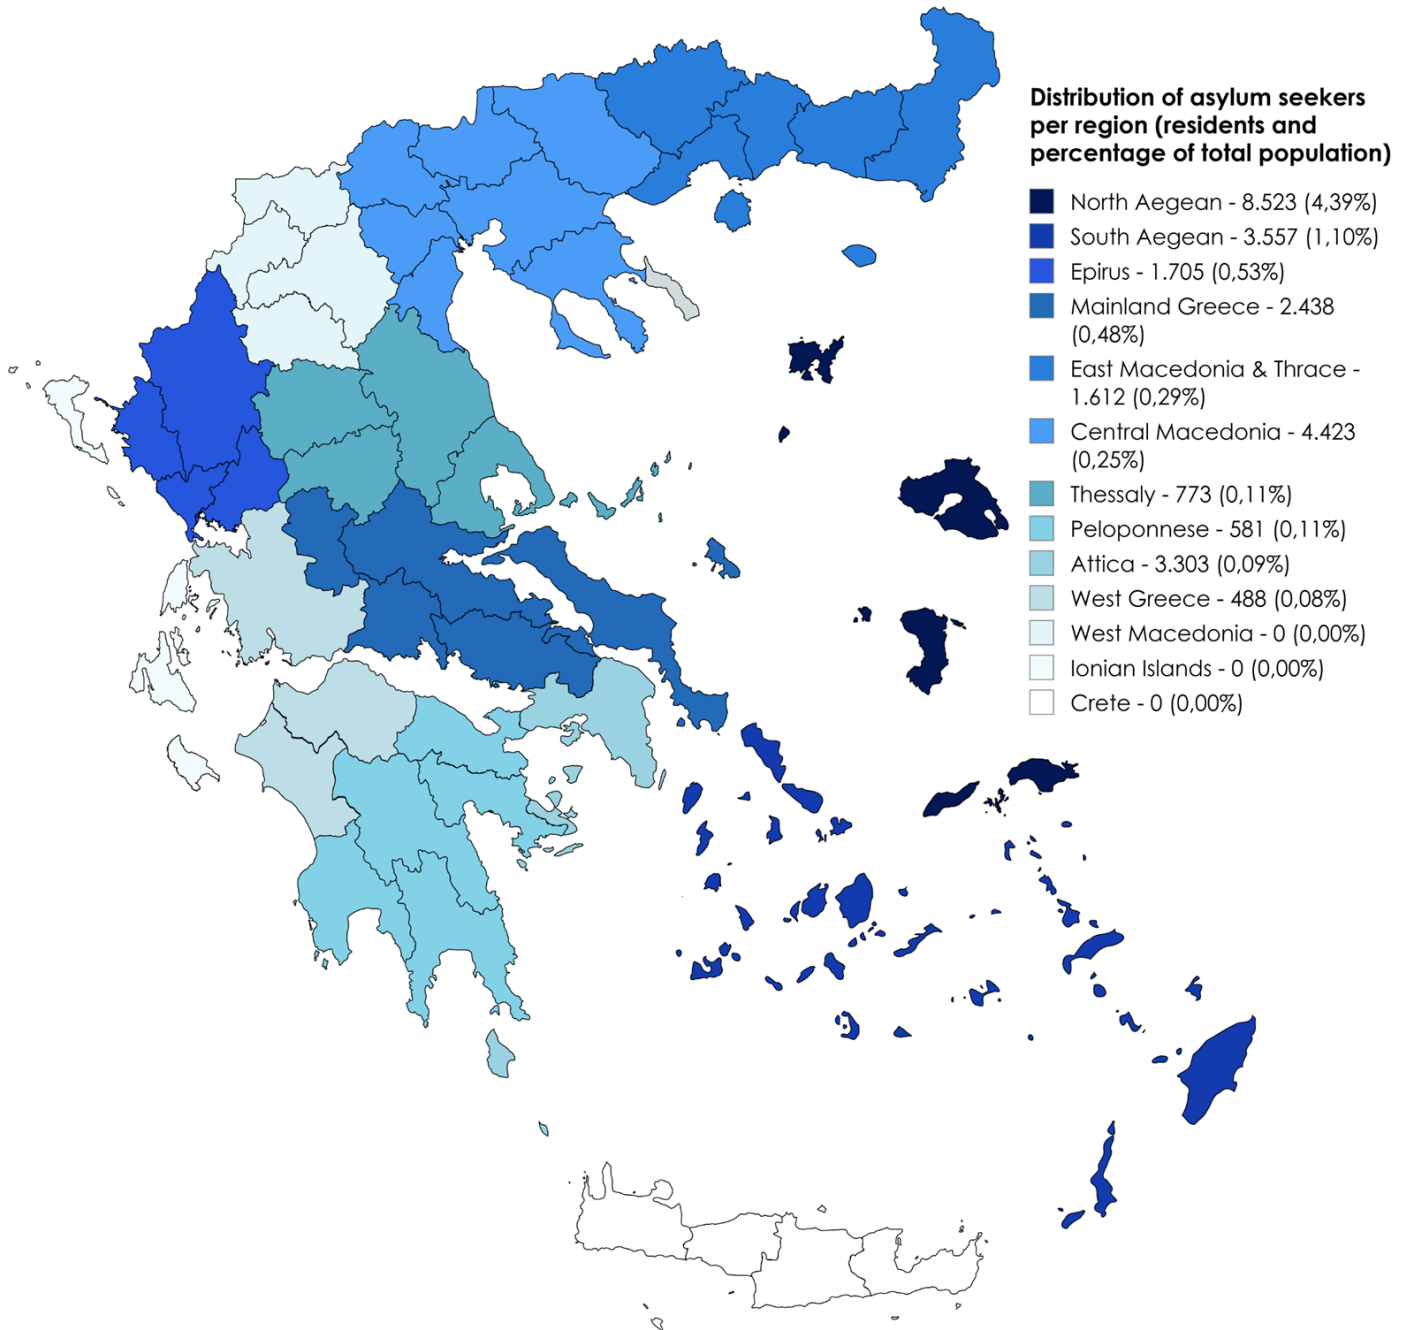 Distribution of asylum seekers
per region (residents and
percentage of total population)
North Aegean - 8.523 (4,39%)
South Aegean - 3.557 (1,10%)
Epirus - 1.705 (0,53%)
Mainland Greece - 2.438
(0,48%)
East Macedonia & Thrace -
1.612 (0,29%)
Central Macedonia - 4.423
(0,25%)
Thessaly - 773 (0,11%)
Peloponnese - 581 (0,11%)
Attica - 3.303 (0,09%)
West Greece - 488 (0,08%)
West Macedonia - 0 (0,00%)
Ionian Islands - 0 (0,00%)
Crete - 0 (0,00%)